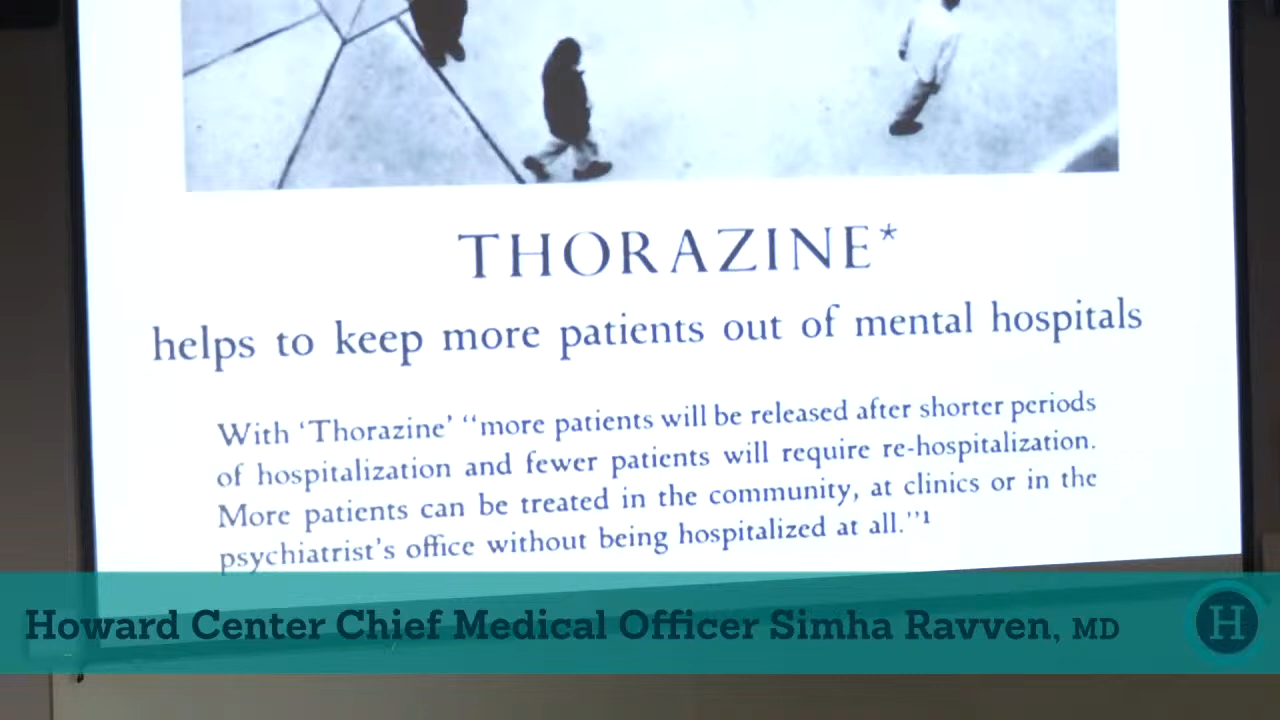 THORAZINE*
helps to keep more patients out of mental hospitals
With ‘Thorazine’ “more patients will be released after shorter periods
of hospitalization and fewer patients will require re-hospitalization.
More patients can be treated in the community, at clinics or in the
psychiatrist’s office without being hospitalized at all.”¹
Howard Center Chief Medical Officer Simha Ravven, MD
H